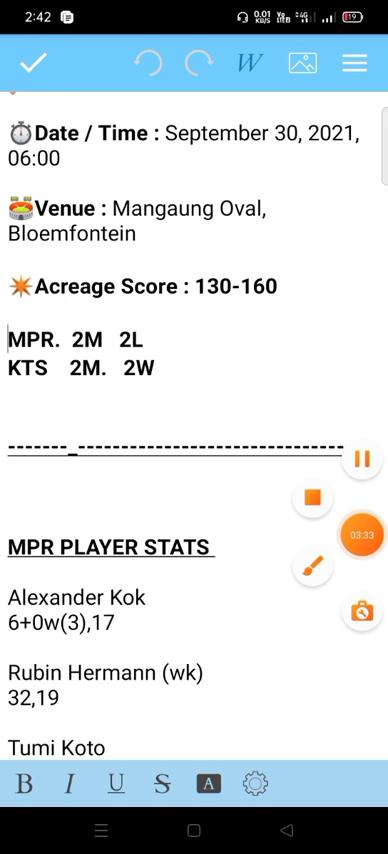 2:42
0.01 KB/S 4G 19
W
⏱Date / Time : September 30, 2021,
06:00
🏟Venue : Mangaung Oval,
Bloemfontein
💥Acreage Score : 130-160
MPR. 2M 2L
KTS 2M. 2W
-------_--------------------------------
MPR PLAYER STATS
Alexander Kok
6+0w(3),17
03:33
Rubin Hermann (wk)
32,19
Tumi Koto
B I U S A